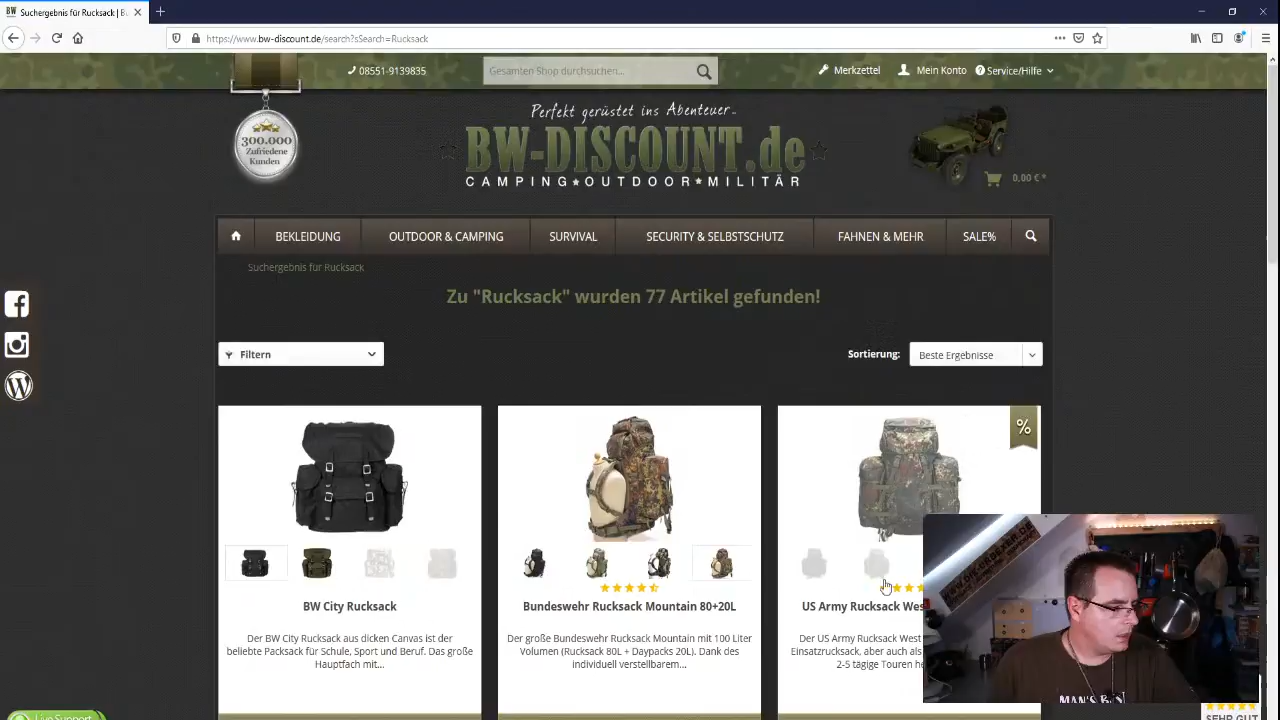 Suchergebnis für Rucksack | B
https://www.bw-discount.de/search?sSearch=Rucksack
08551-9139835
Gesamten Shop durchsuchen...
Merkzettel
Mein Konto
Service/Hilfe
300.000
Zufriedene
Kunden
Perfekt gerüstet ins Abenteuer...
BW-DISCOUNT.de
CAMPING★OUTDOOR★MILITÄR
0,00 € *
BEKLEIDUNG
OUTDOOR & CAMPING
SURVIVAL
SECURITY & SELBSTSCHUTZ
FAHNEN & MEHR
SALE%
Suchergebnis für Rucksack
Zu "Rucksack" wurden 77 Artikel gefunden!
Filtern
Sortierung:
Beste Ergebnisse
%
BW City Rucksack
Der BW City Rucksack aus dicken Canvas ist der
beliebte Packsack für Schule, Sport und Beruf. Das große
Hauptfach mit...
Bundeswehr Rucksack Mountain 80+20L
Der große Bundeswehr Rucksack Mountain mit 100 Liter
Volumen (Rucksack 80L + Daypacks 20L). Dank des
individuell verstellbarem...
US Army Rucksack Wes
Der US Army Rucksack West
Einsatzrucksack, aber auch als
2-5 tägige Touren he
MAN'S
Live Support
SEHR GUT